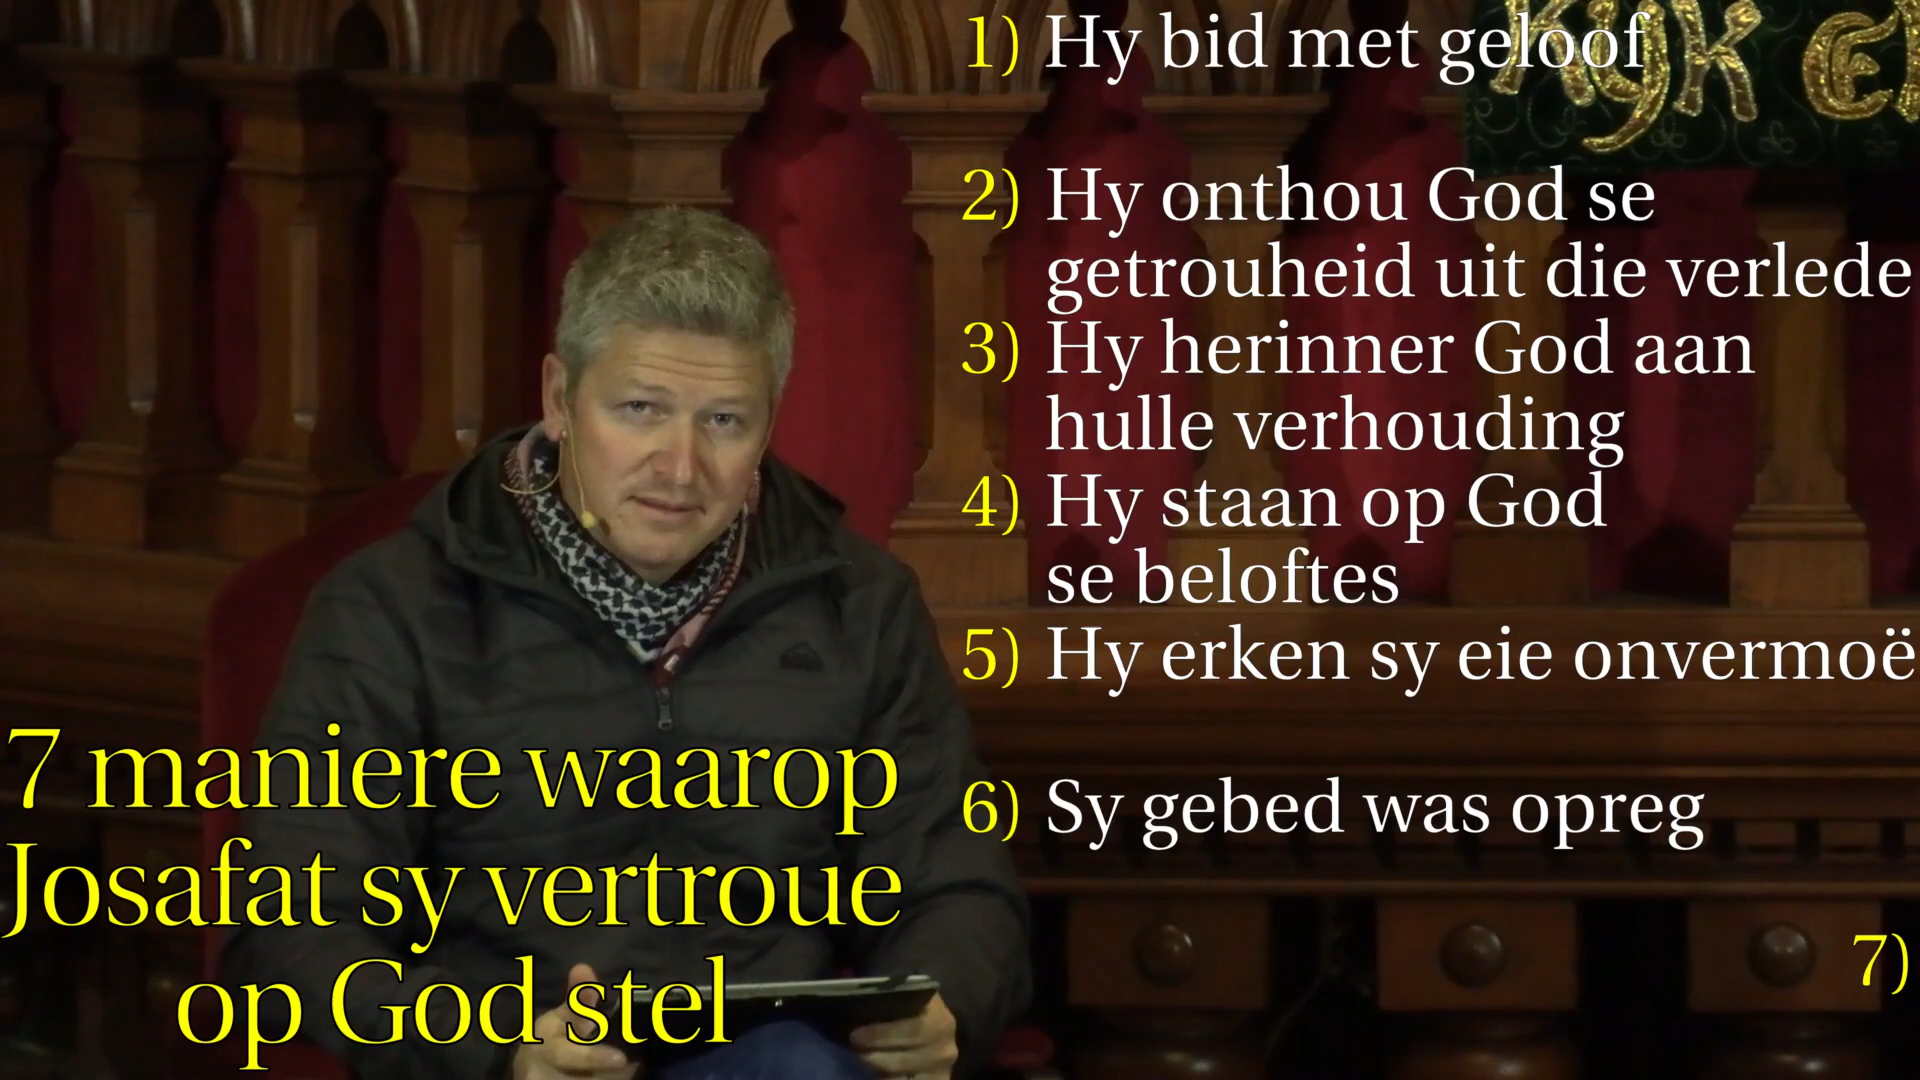 7 maniere waarop
Josafat sy vertroue
op God stel
1) Hy bid met geloof
2) Hy onthou God se
getrouheid uit die verlede
3) Hy herinner God aan
hulle verhouding
4) Hy staan op God
se beloftes
5) Hy erken sy eie onvermoë
6) Sy gebed was opreg
7)